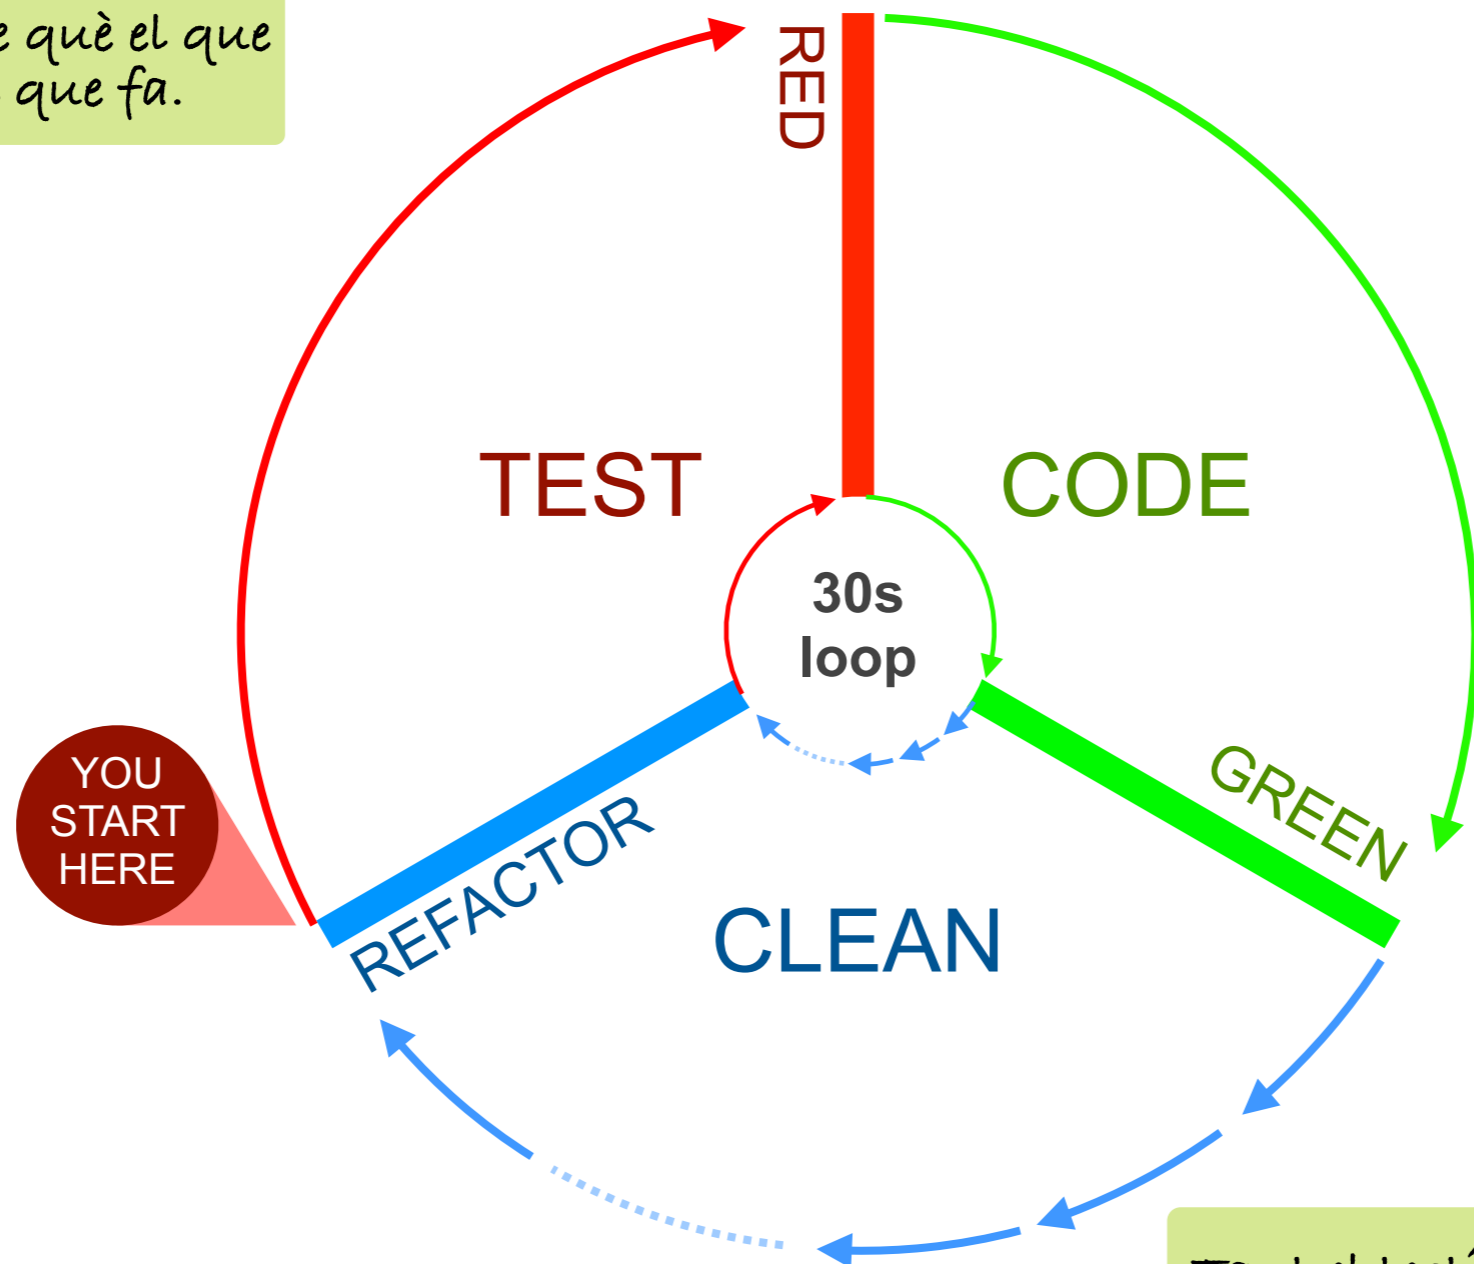 què el que
que fa.
RED
TEST
CODE
30s
loop
YOU
START
HERE
GREEN
REFACTOR
CLEAN